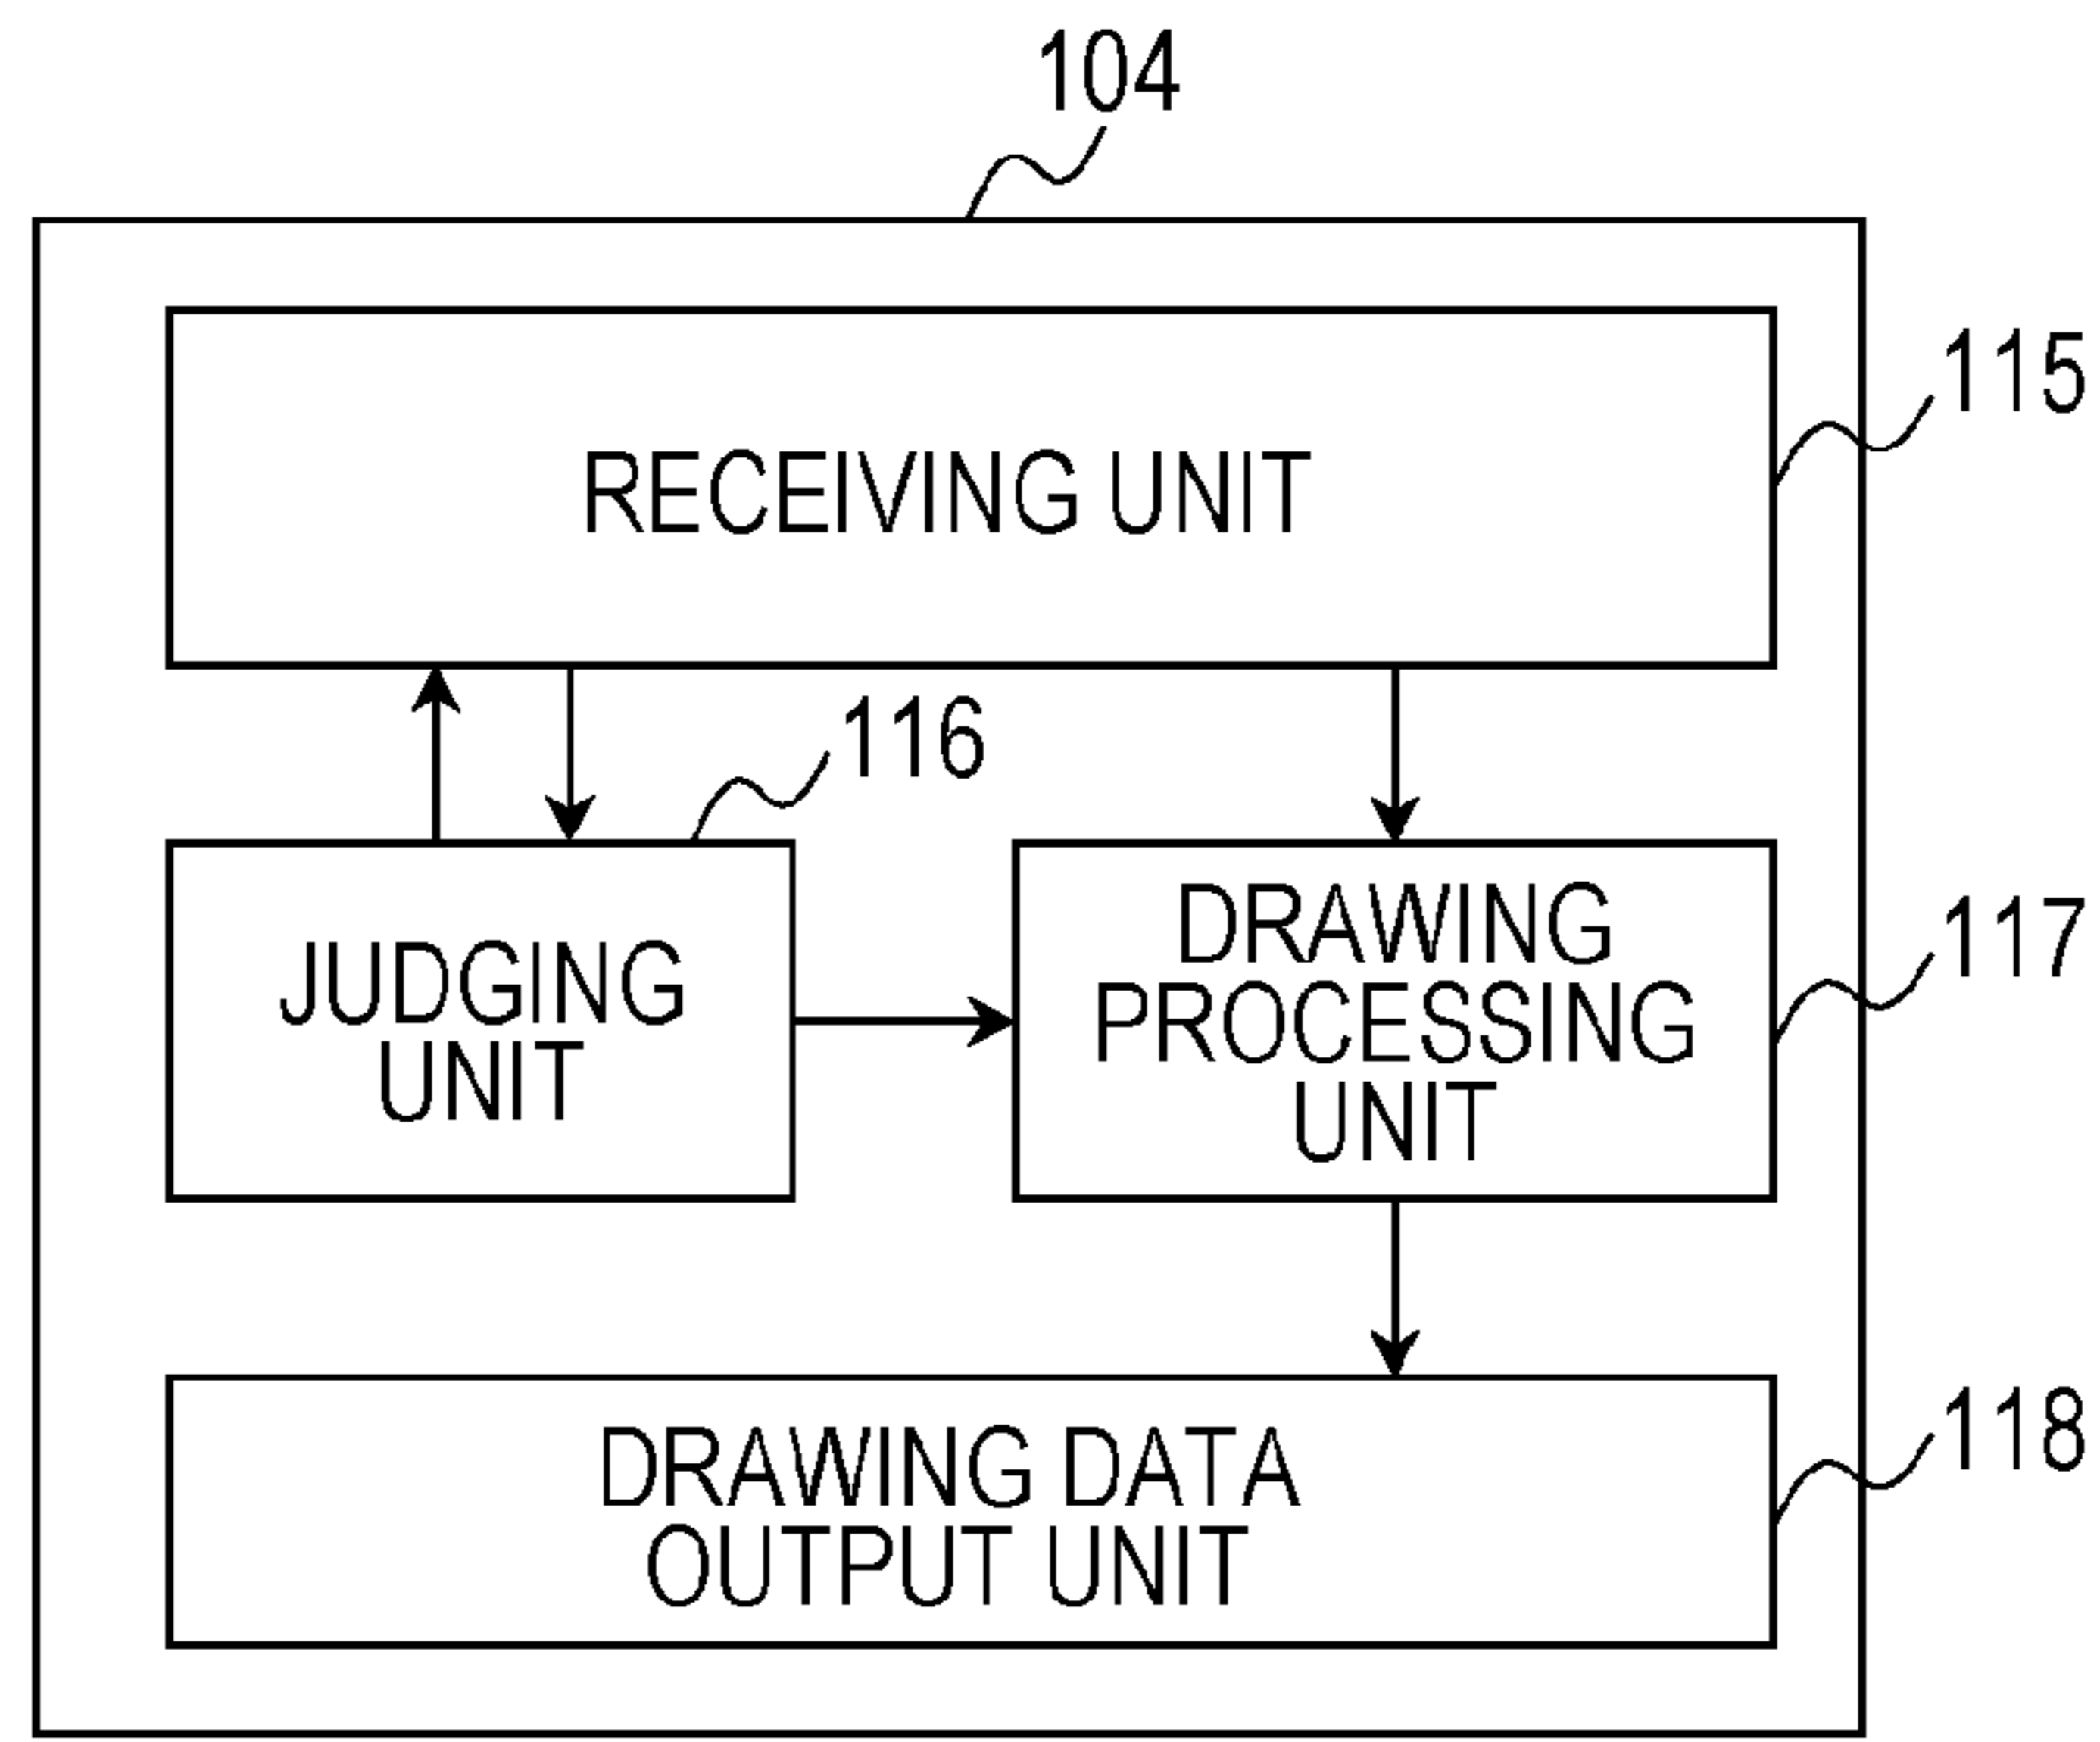 104
115
RECEIVING UNIT
116
JUDGING
UNIT
DRAWING
PROCESSING
UNIT
117
DRAWING DATA
OUTPUT UNIT
118